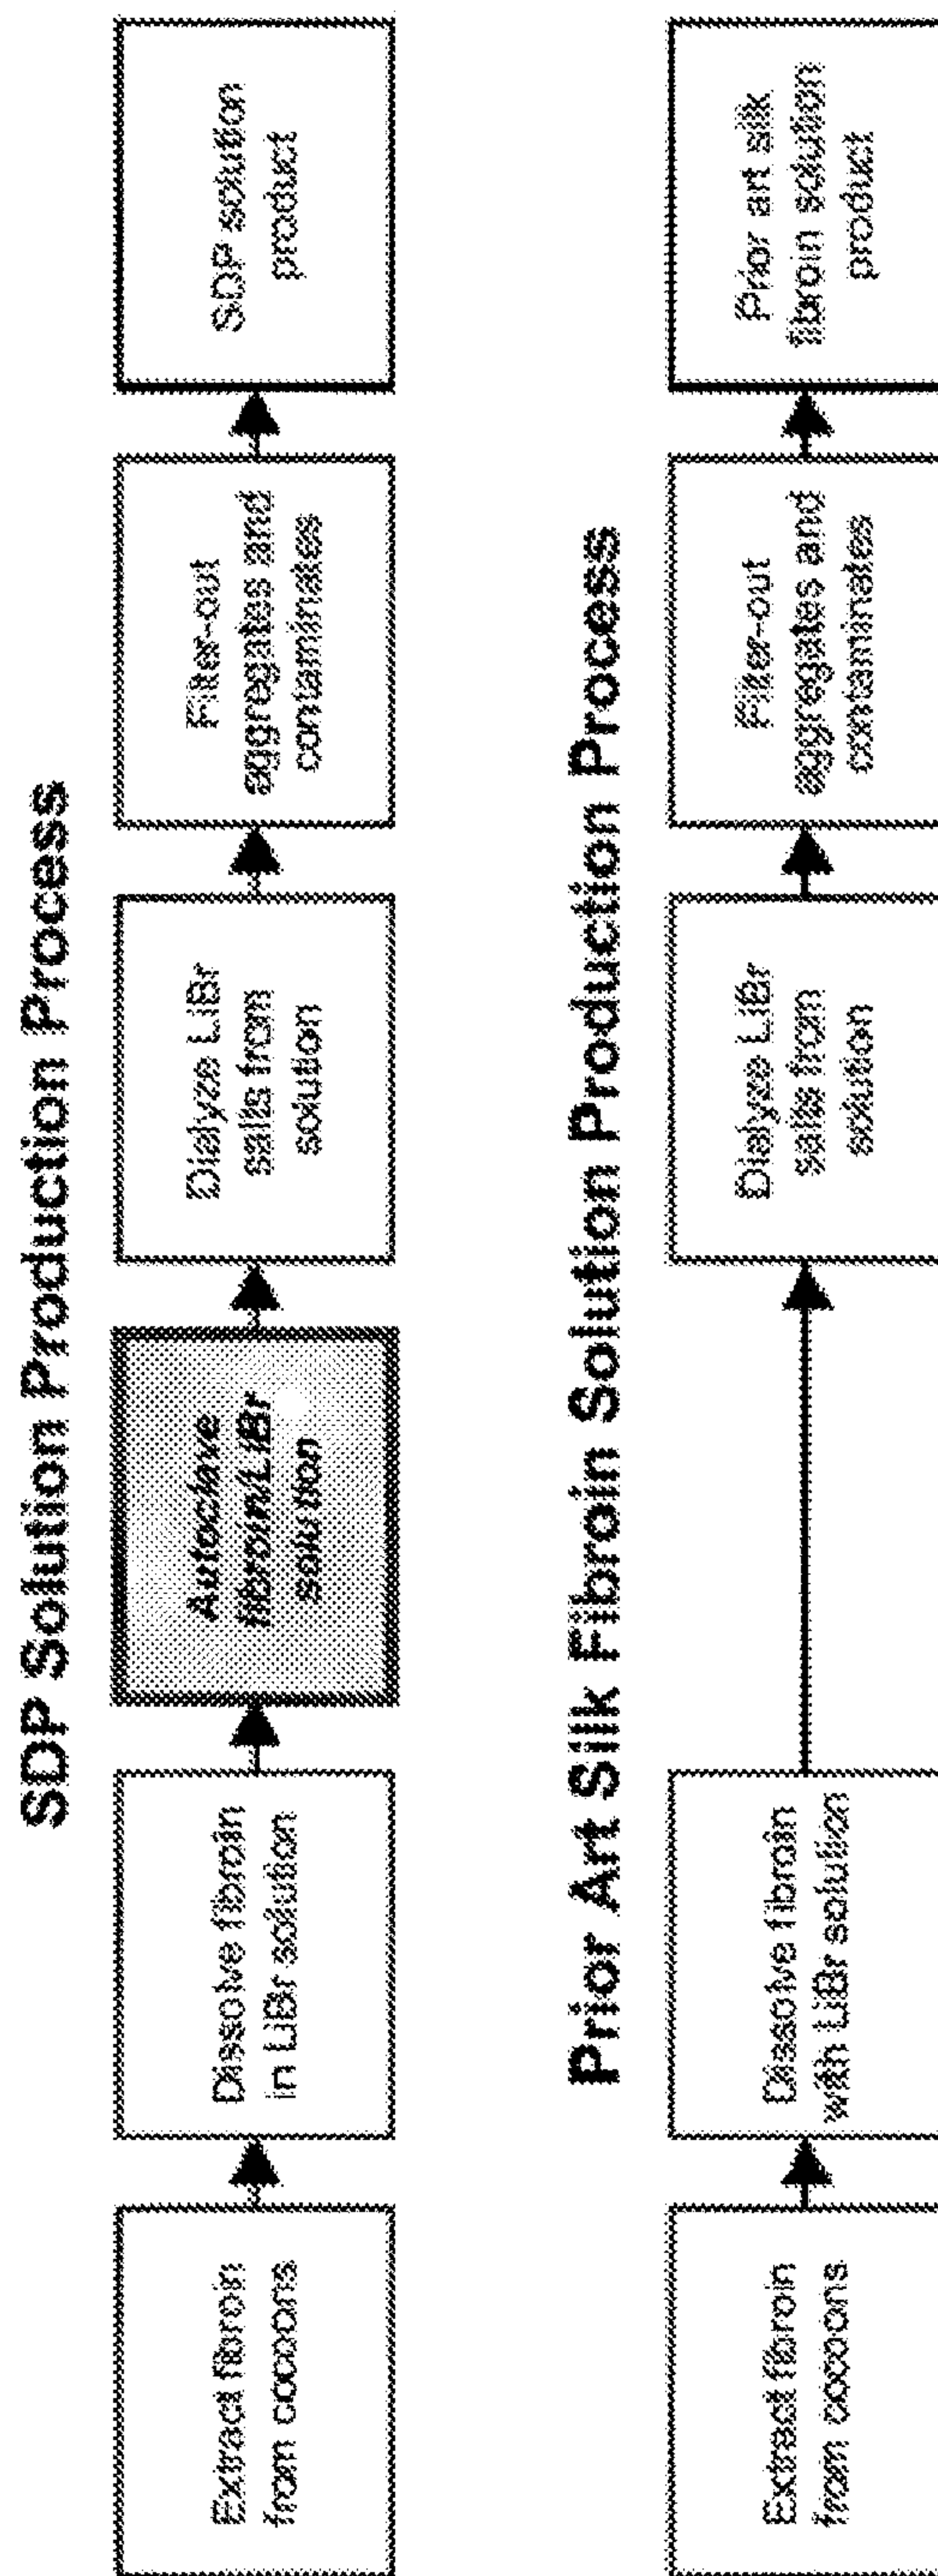 SDP Solution Production Process
Extract fibroin
from cocoons
Dissolve fibroin
in LiBr solution
Autoclave
fibroin/LiBr
solution
Dialyze LiBr
salts from
solution
Filter-out
aggregates and
contaminates
SDP solution
product
Prior Art Silk Fibroin Solution Production Process
Extract fibroin
from cocoons
Dissolve fibroin
with LiBr solution
Dialyze LiBr
salts from
solution
Filter-out
aggregates and
contaminates
Prior art silk
fibroin solution
product